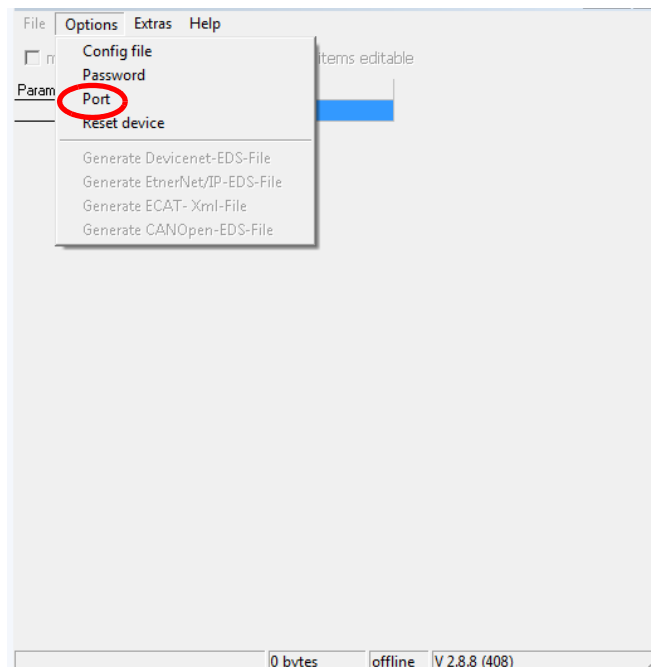 File Options Extras Help
Config file
items editable
Password
Param
Port
Reset device
Generate Devicenet-EDS-File
Generate EtnerNet/IP-EDS-File
Generate ECAT- Xml-File
Generate CANOpen-EDS-File
0 bytes offline V 2.8.8 (408)